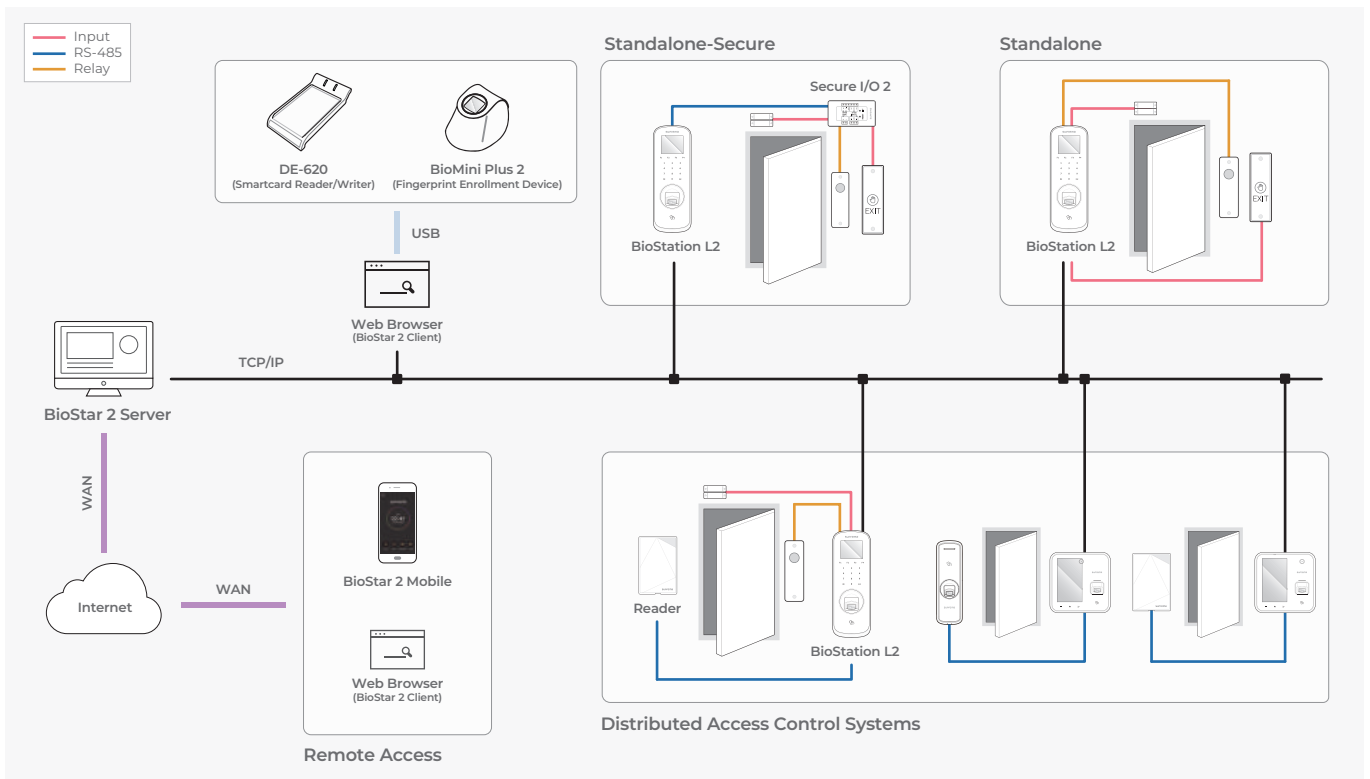 Input
RS-485
Relay
DE-620
(Smartcard Reader/Writer)
BioMini Plus 2
(Fingerprint Enrollment Device)
USB
Web Browser
(BioStar 2 Client)
Standalone-Secure
Secure I/O 2
EXIT
BioStation L2
Standalone
EXIT
BioStation L2
TCP/IP
BioStar 2 Server
WAN
Internet
WAN
BioStar 2 Mobile
Web Browser
(BioStar 2 Client)
Remote Access
Reader
BioStation L2
Distributed Access Control Systems